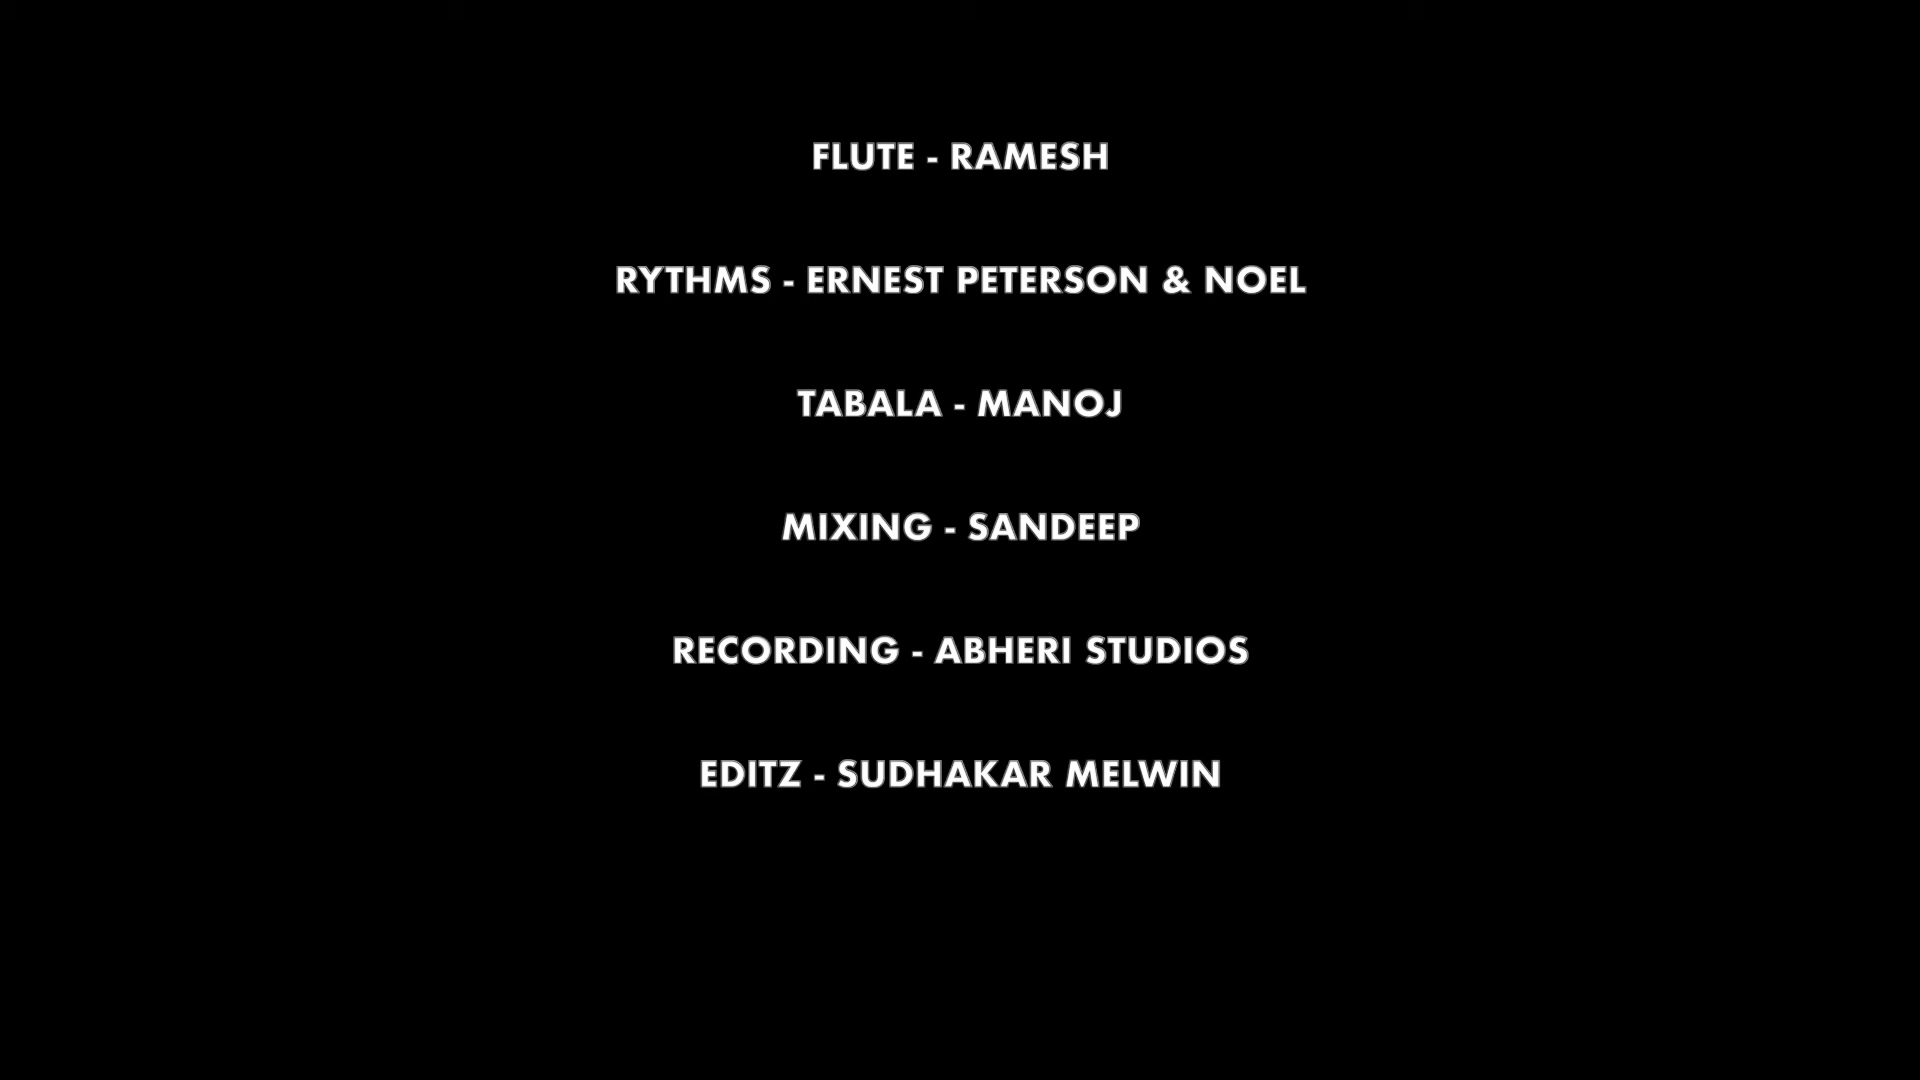 FLUTE - RAMESH
RYTHMS - ERNEST PETERSON & NOEL
TABALA - MANOJ
MIXING - SANDEEP
RECORDING - ABHERI STUDIOS
EDITZ - SUDHAKAR MELWIN